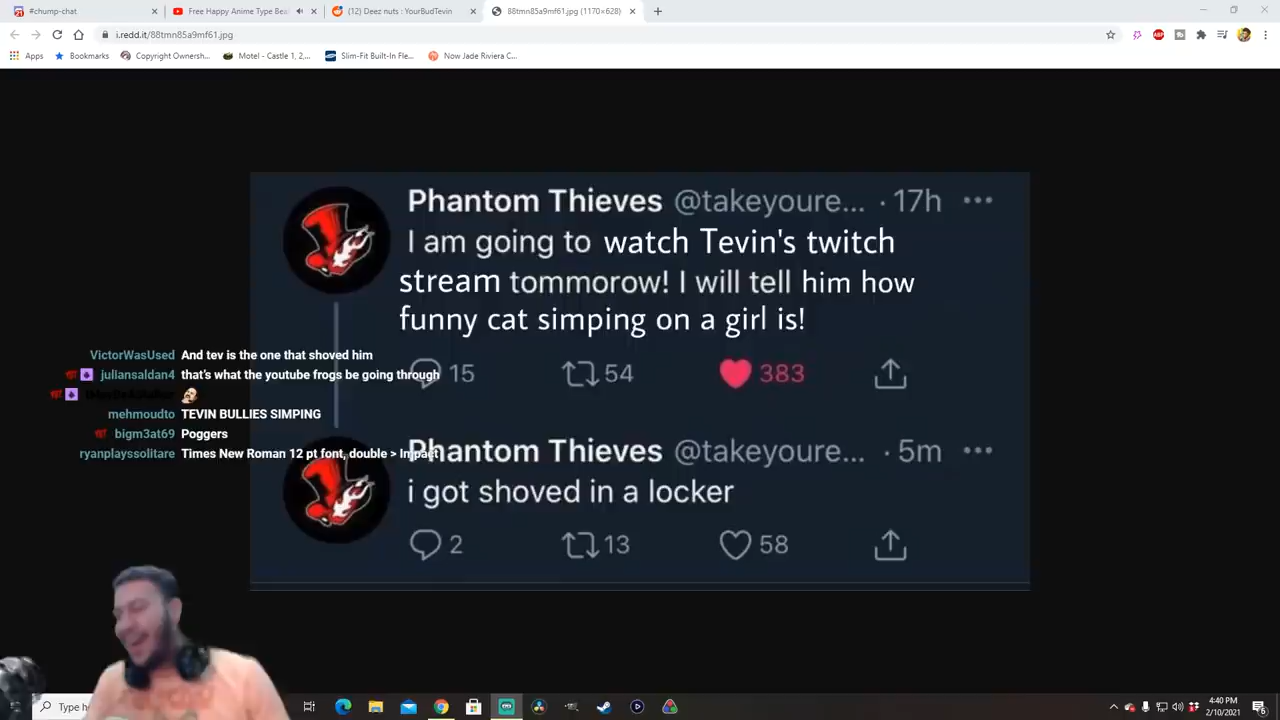 #chump-chat
Free Happy Anime Type Bea
(12) Deez nuts : YourBudTevin
88tmn85a9mf61.jpg (1170×628)
i.redd.it/88tmn85a9mf61.jpg
ABP
Apps
Bookmarks
Copyright Ownersh...
Motel - Castle 1, 2,...
Slim-Fit Built-In Fle...
Now Jade Riviera C...
Phantom Thieves @takeyoure... · 17h
I am going to watch Tevin's twitch
stream tommorow! I will tell him how
funny cat simping on a girl is!
15 54 383
Phantom Thieves @takeyoure... · 5m
i got shoved in a locker
2 13 58
VictorWasUsed And tev is the one that shoved him
juliansaldan4 that's what the youtube frogs be going through
mehmoudto TEVIN BULLIES SIMPING
bigm3at69 Poggers
ryanplayssolitare Times New Roman 12 pt font, double > Impact
Type he
4:40 PM
2/10/2021